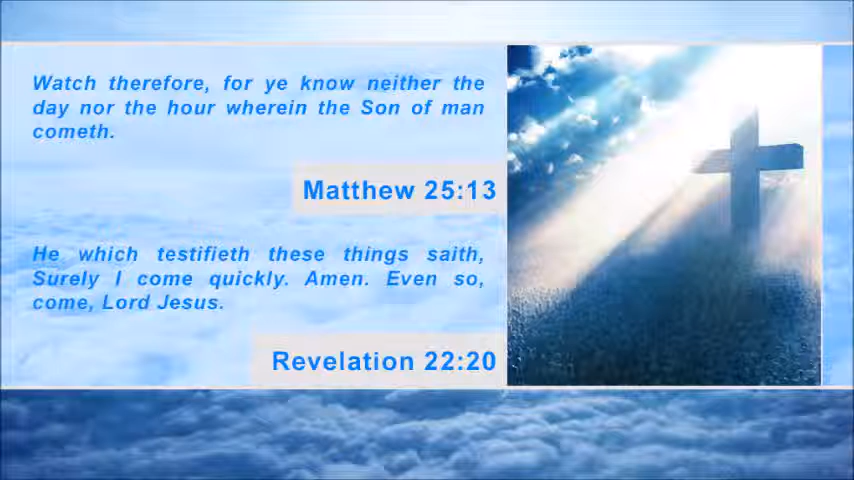 Watch therefore, for ye know neither the
day nor the hour wherein the Son of man
cometh.
Matthew 25:13
He which testifieth these things saith,
Surely I come quickly. Amen. Even so,
come, Lord Jesus.
Revelation 22:20